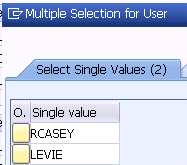 Multiple Selection for User
Select Single Values (2)
O. Single value
RCASEY
LEVIE